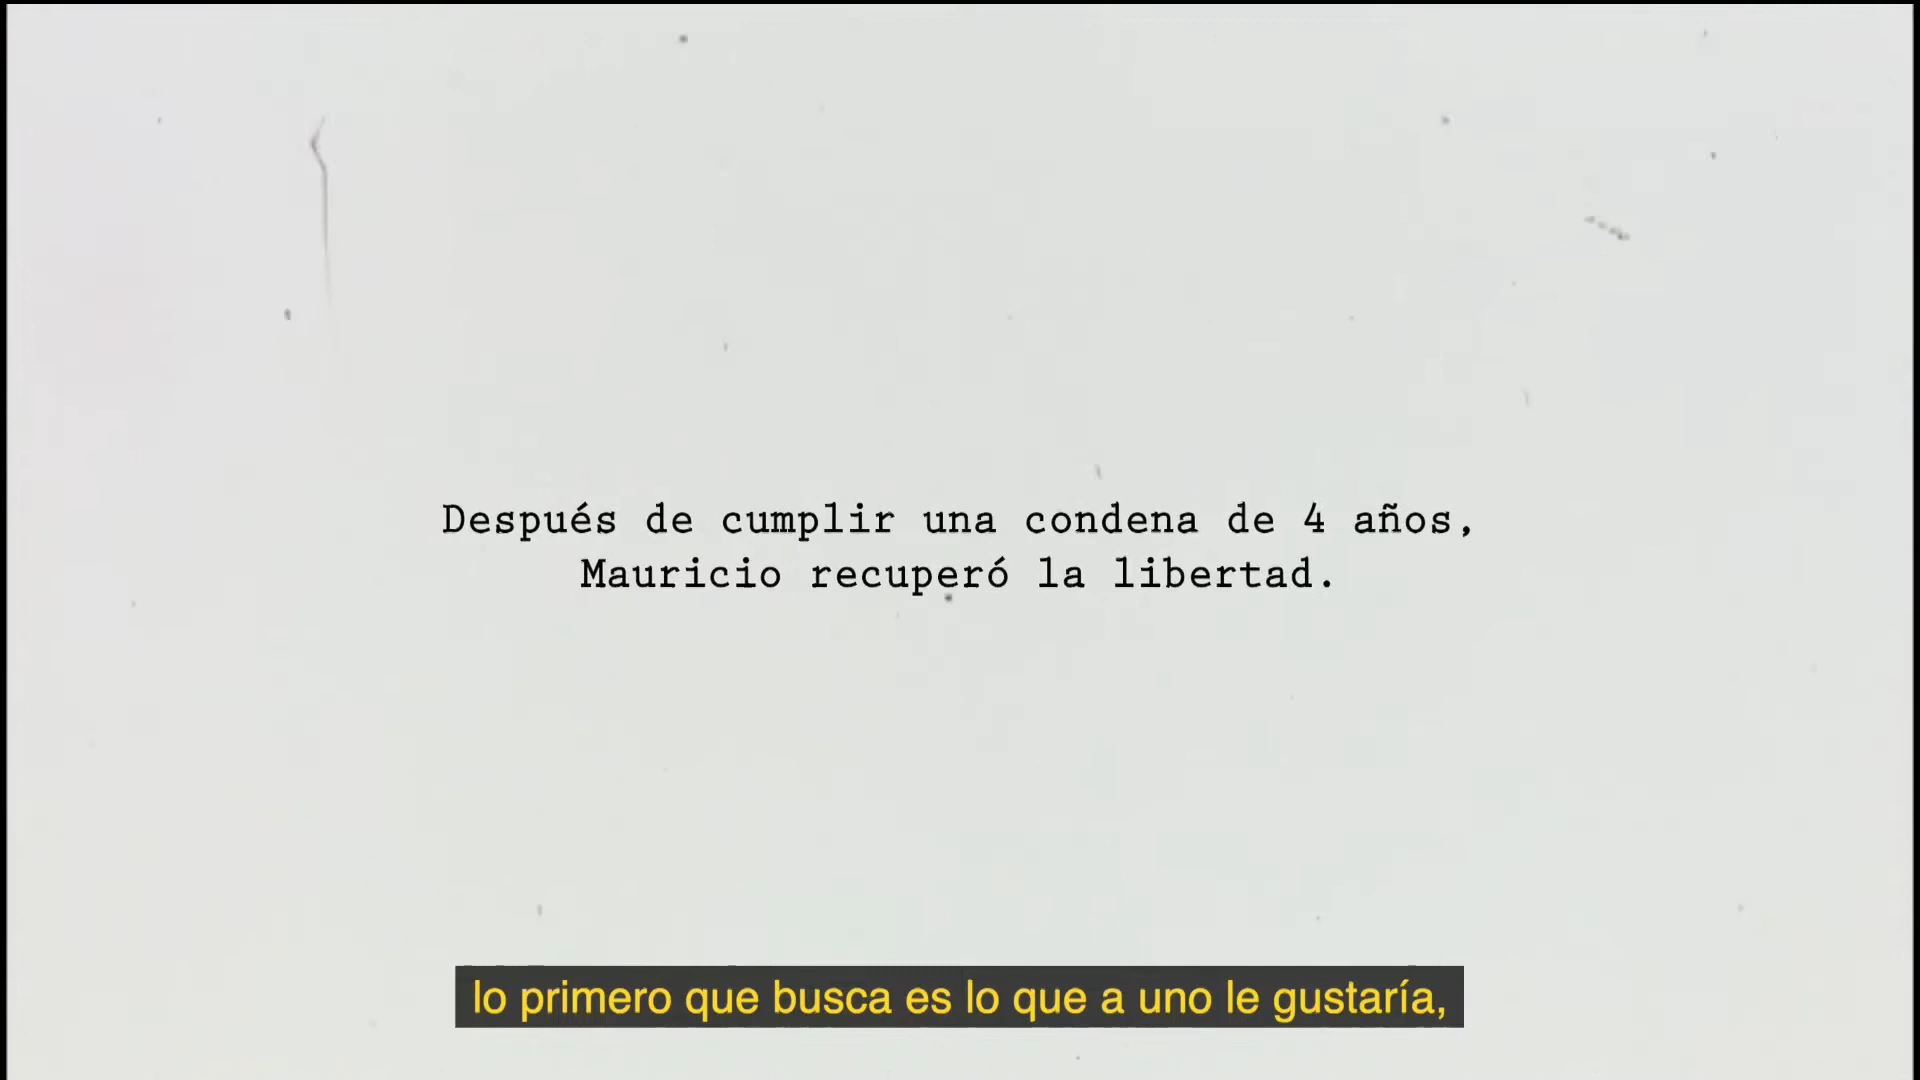 Después de cumplir una condena de 4 años,
Mauricio recuperó la libertad.
lo primero que busca es lo que a uno le gustaría,